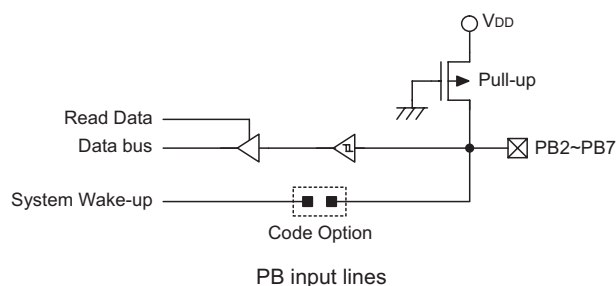 VDD
Pull-up
Read Data
Data bus
PB2~PB7
System Wake-up
Code Option
PB input lines